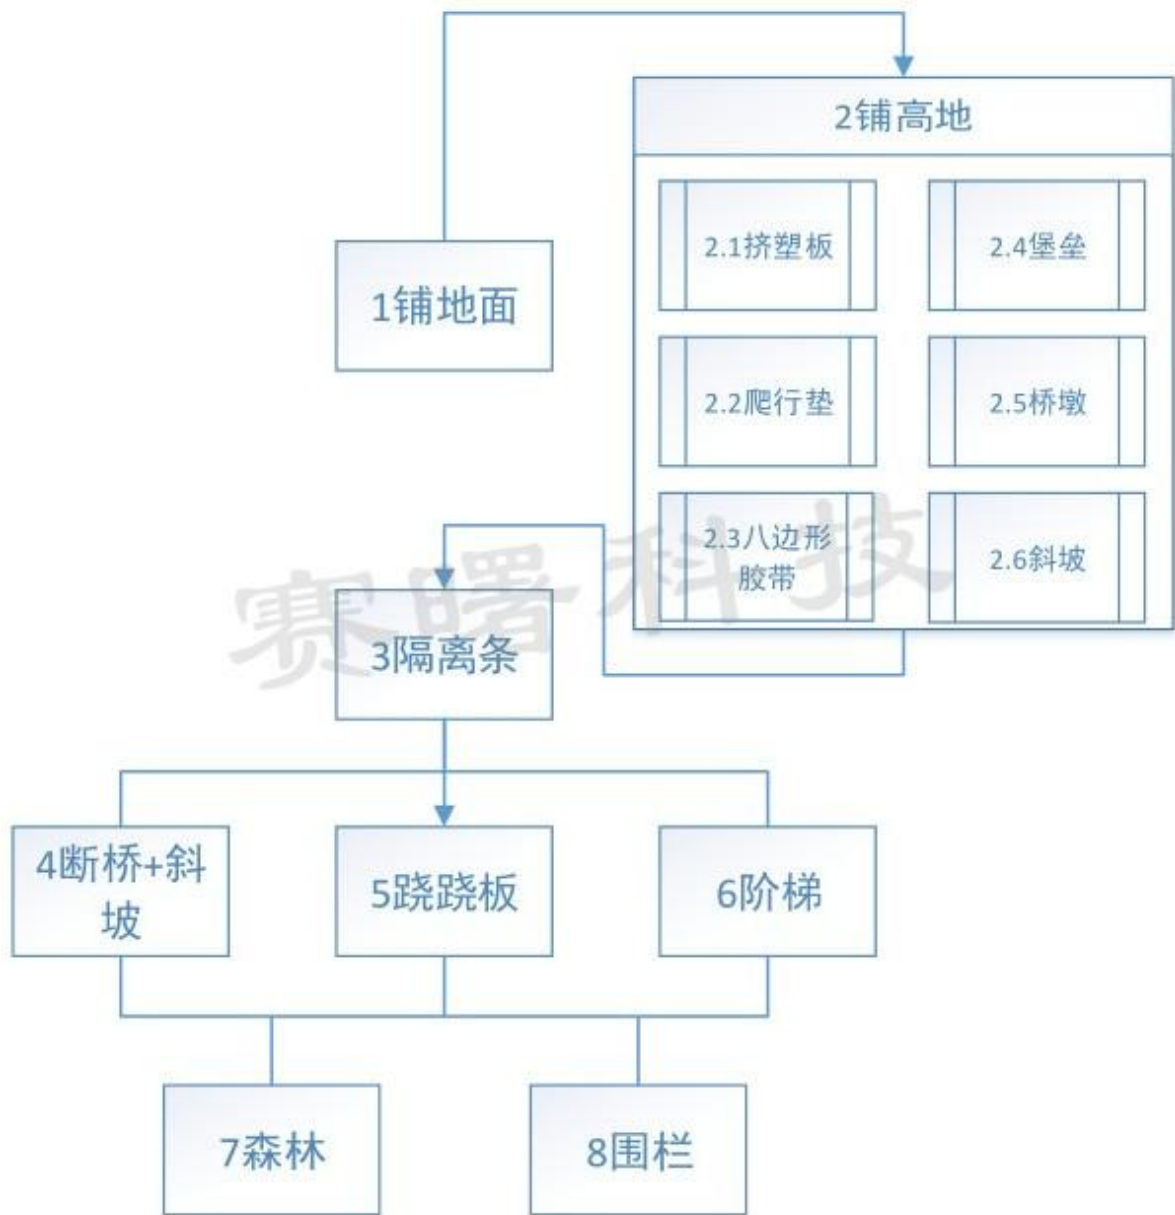 2铺高地
2.1挤塑板
2.4堡垒
1铺地面
2.2爬行垫
2.5桥墩
2.3八边形
胶带
2.6斜坡
赛曙科技
3隔离条
4断桥+斜
坡
5跷跷板
6阶梯
7森林
8围栏